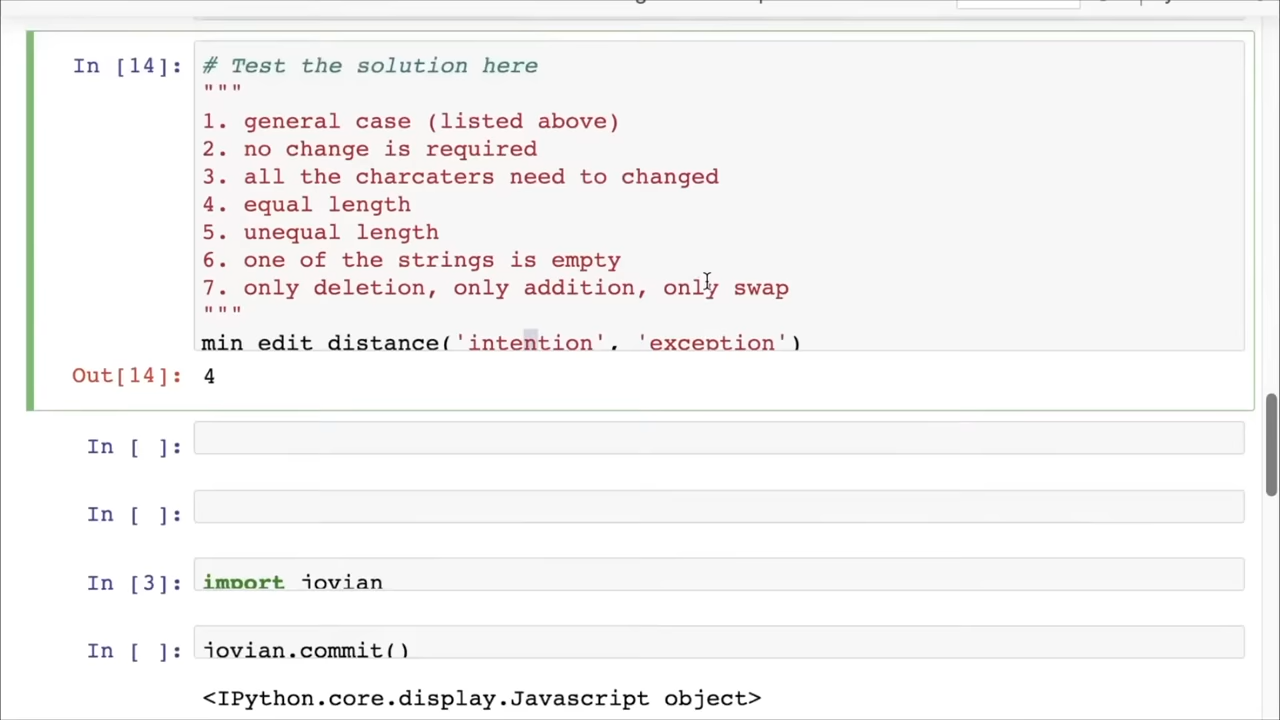 In [14]: # Test the solution here
"""
1. general case (listed above)
2. no change is required
3. all the charcaters need to changed
4. equal length
5. unequal length
6. one of the strings is empty
7. only deletion, only addition, only swap
"""
min_edit_distance('intention', 'exception')
Out[14]: 4
In [ ]:
In [ ]:
In [3]: import jovian
In [ ]: jovian.commit()
<IPython.core.display.Javascript object>